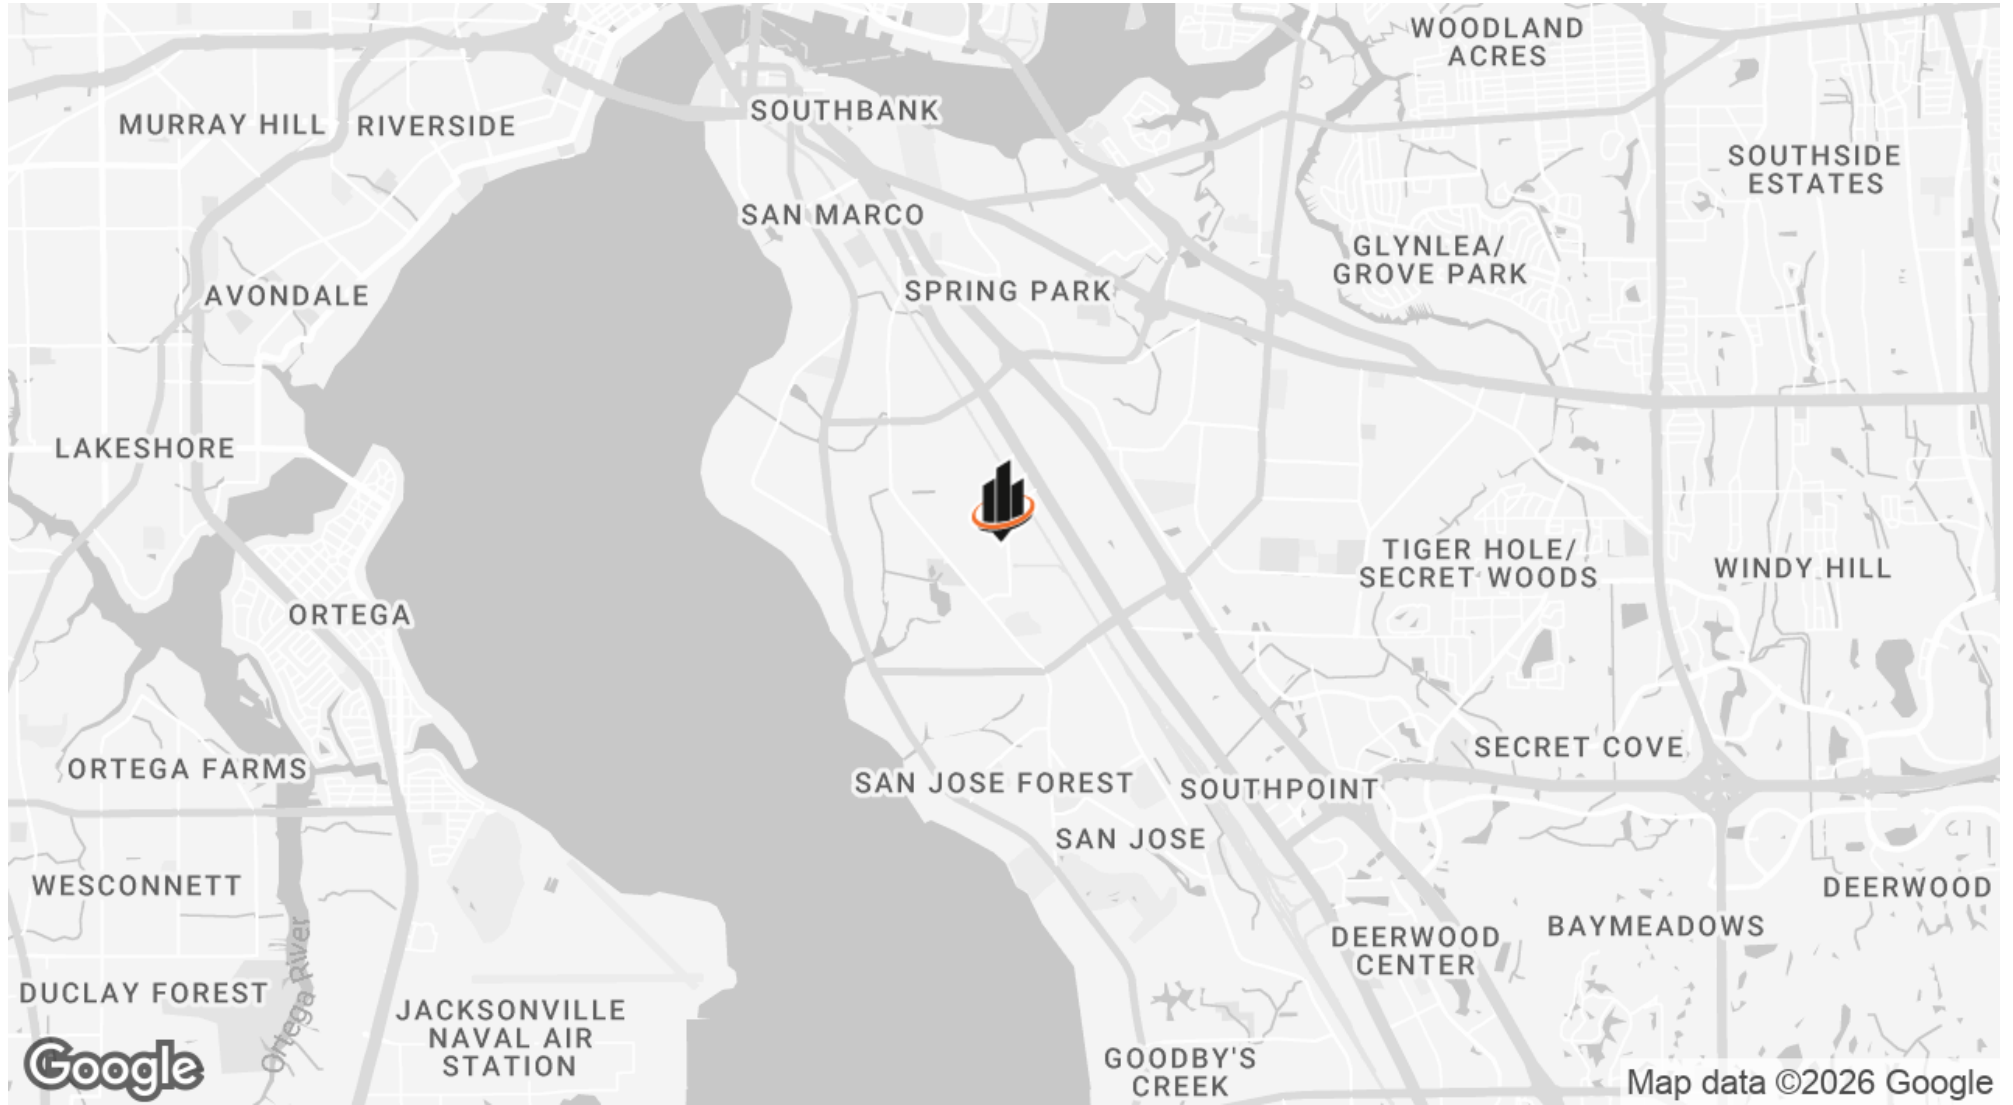 WOODLAND
ACRES
SOUTHBANK
MURRAY HILL
RIVERSIDE
SOUTHSIDE
ESTATES
SAN MARCO
GLYNLEA/
GROVE PARK
SPRING PARK
AVONDALE
LAKESHORE
TIGER HOLE/
SECRET WOODS
WINDY HILL
ORTEGA
SECRET COVE
ORTEGA FARMS
SAN JOSE FOREST
SOUTHPOINT
SAN JOSE
WESCONNETT
DEERWOOD
BAYMEADOWS
DEERWOOD
CENTER
DUCLAY FOREST
Ortega River
JACKSONVILLE
NAVAL AIR
STATION
GOODBY'S
CREEK
Google
Map data ©2026 Google